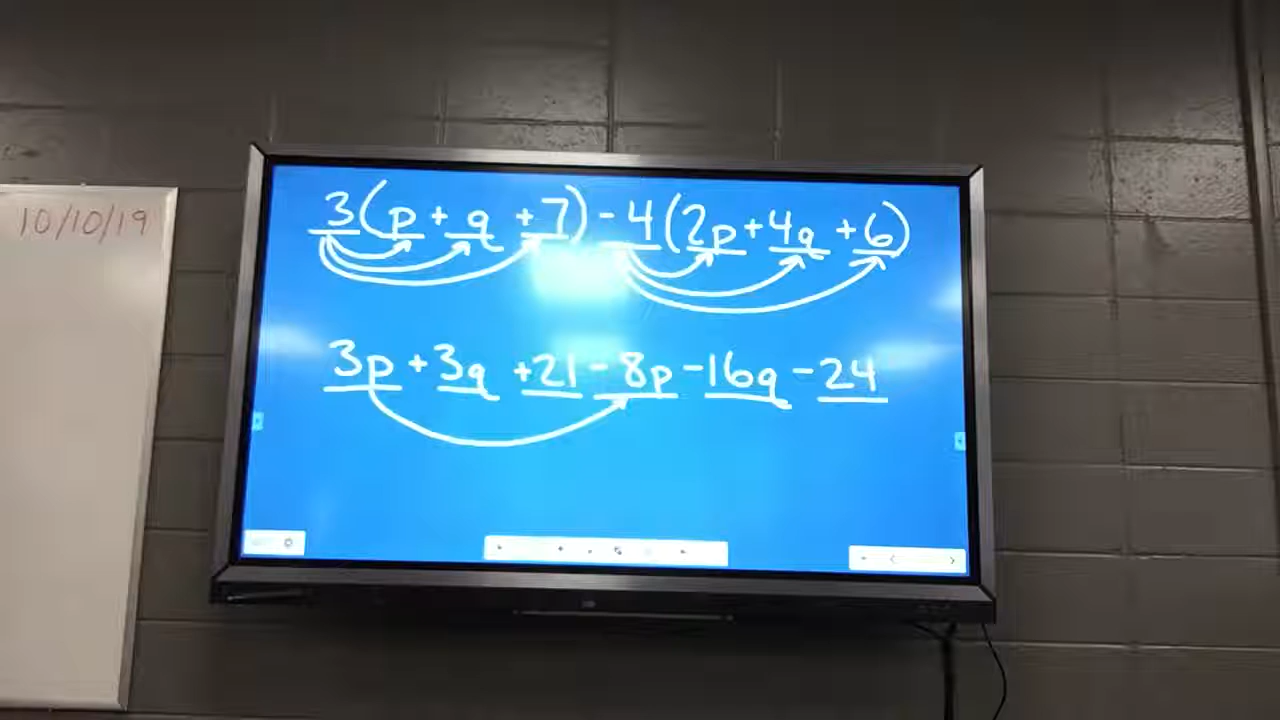 10/10/19
3(p + q + 7) - 4(2p + 4q + 6)
3p + 3q + 21 - 8p - 16q - 24